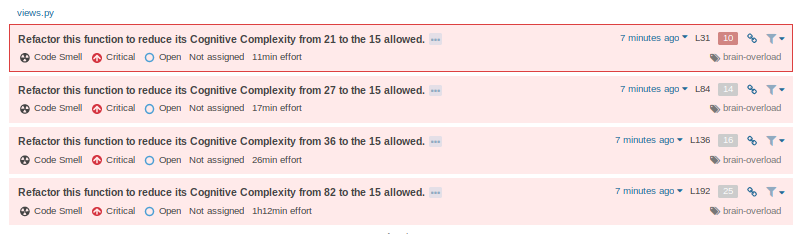 views.py
Refactor this function to reduce its Cognitive Complexity from 21 to the 15 allowed. ... 7 minutes ago L31 10
Code Smell Critical Open Not assigned 11min effort brain-overload
Refactor this function to reduce its Cognitive Complexity from 27 to the 15 allowed. ... 7 minutes ago L84 14
Code Smell Critical Open Not assigned 17min effort brain-overload
Refactor this function to reduce its Cognitive Complexity from 36 to the 15 allowed. ... 7 minutes ago L136 16
Code Smell Critical Open Not assigned 26min effort brain-overload
Refactor this function to reduce its Cognitive Complexity from 82 to the 15 allowed. ... 7 minutes ago L192 25
Code Smell Critical Open Not assigned 1h12min effort brain-overload